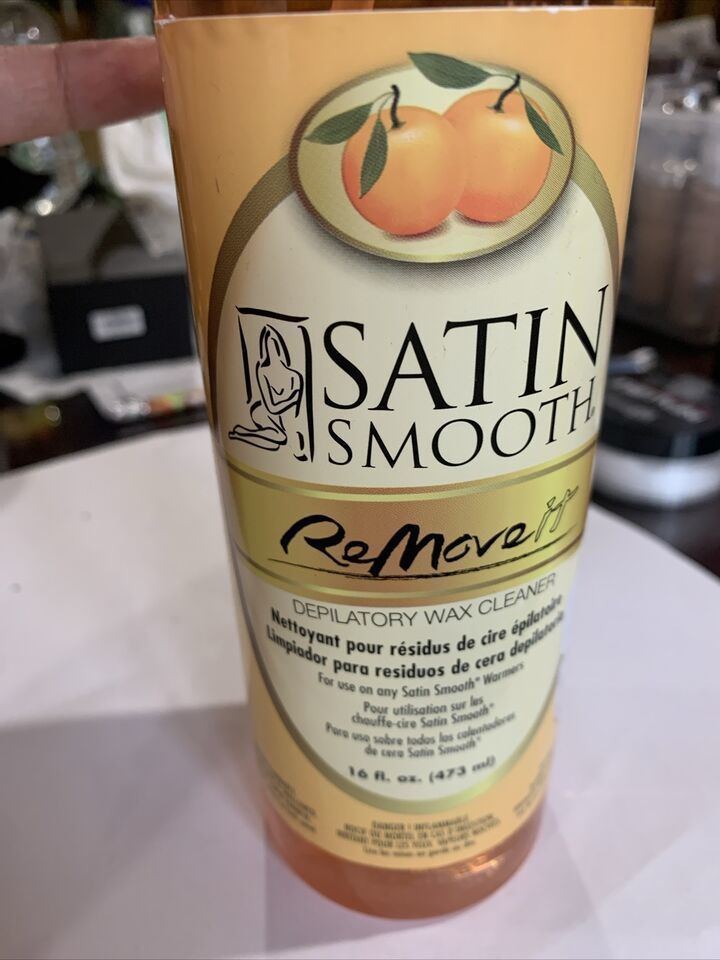 SATIN
SMOOTH®
ReMove it
DEPILATORY WAX CLEANER
Nettoyant pour résidus de cire épilatoire
Limpiador para residuos de cera depilatoria
For use on any Satin Smooth® Warmers
Pour utilisation sur les
chauffe-cire Satin Smooth®
Para uso sobre todos los calentadores
de cera Satin Smooth®
16 fl. oz. (473 ml)
DANGER ! INFLAMMABLE